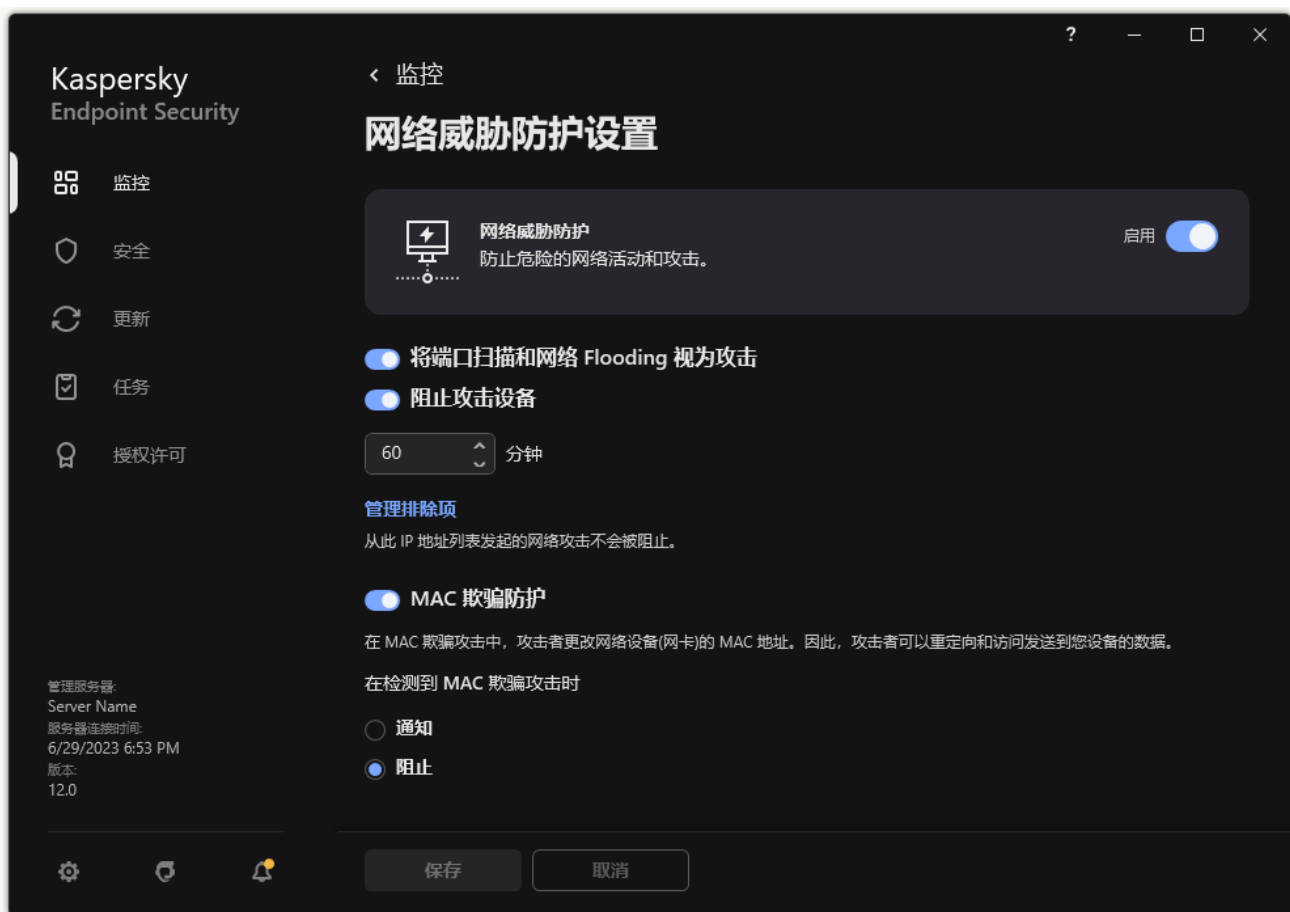 ?
Kaspersky
Endpoint Security
监控
安全
更新
任务
授权许可
管理服务器:
Server Name
服务器连接时间:
6/29/2023 6:53 PM
版本:
12.0
监控
网络威胁防护设置
网络威胁防护
防止危险的网络活动和攻击。
启用
将端口扫描和网络 Flooding 视为攻击
阻止攻击设备
60 分钟
管理排除项
从此 IP 地址列表发起的网络攻击不会被阻止。
MAC 欺骗防护
在 MAC 欺骗攻击中，攻击者更改网络设备(网卡)的 MAC 地址。因此，攻击者可以重定向和访问发送到您设备的数据。
在检测到 MAC 欺骗攻击时
通知
阻止
保存
取消